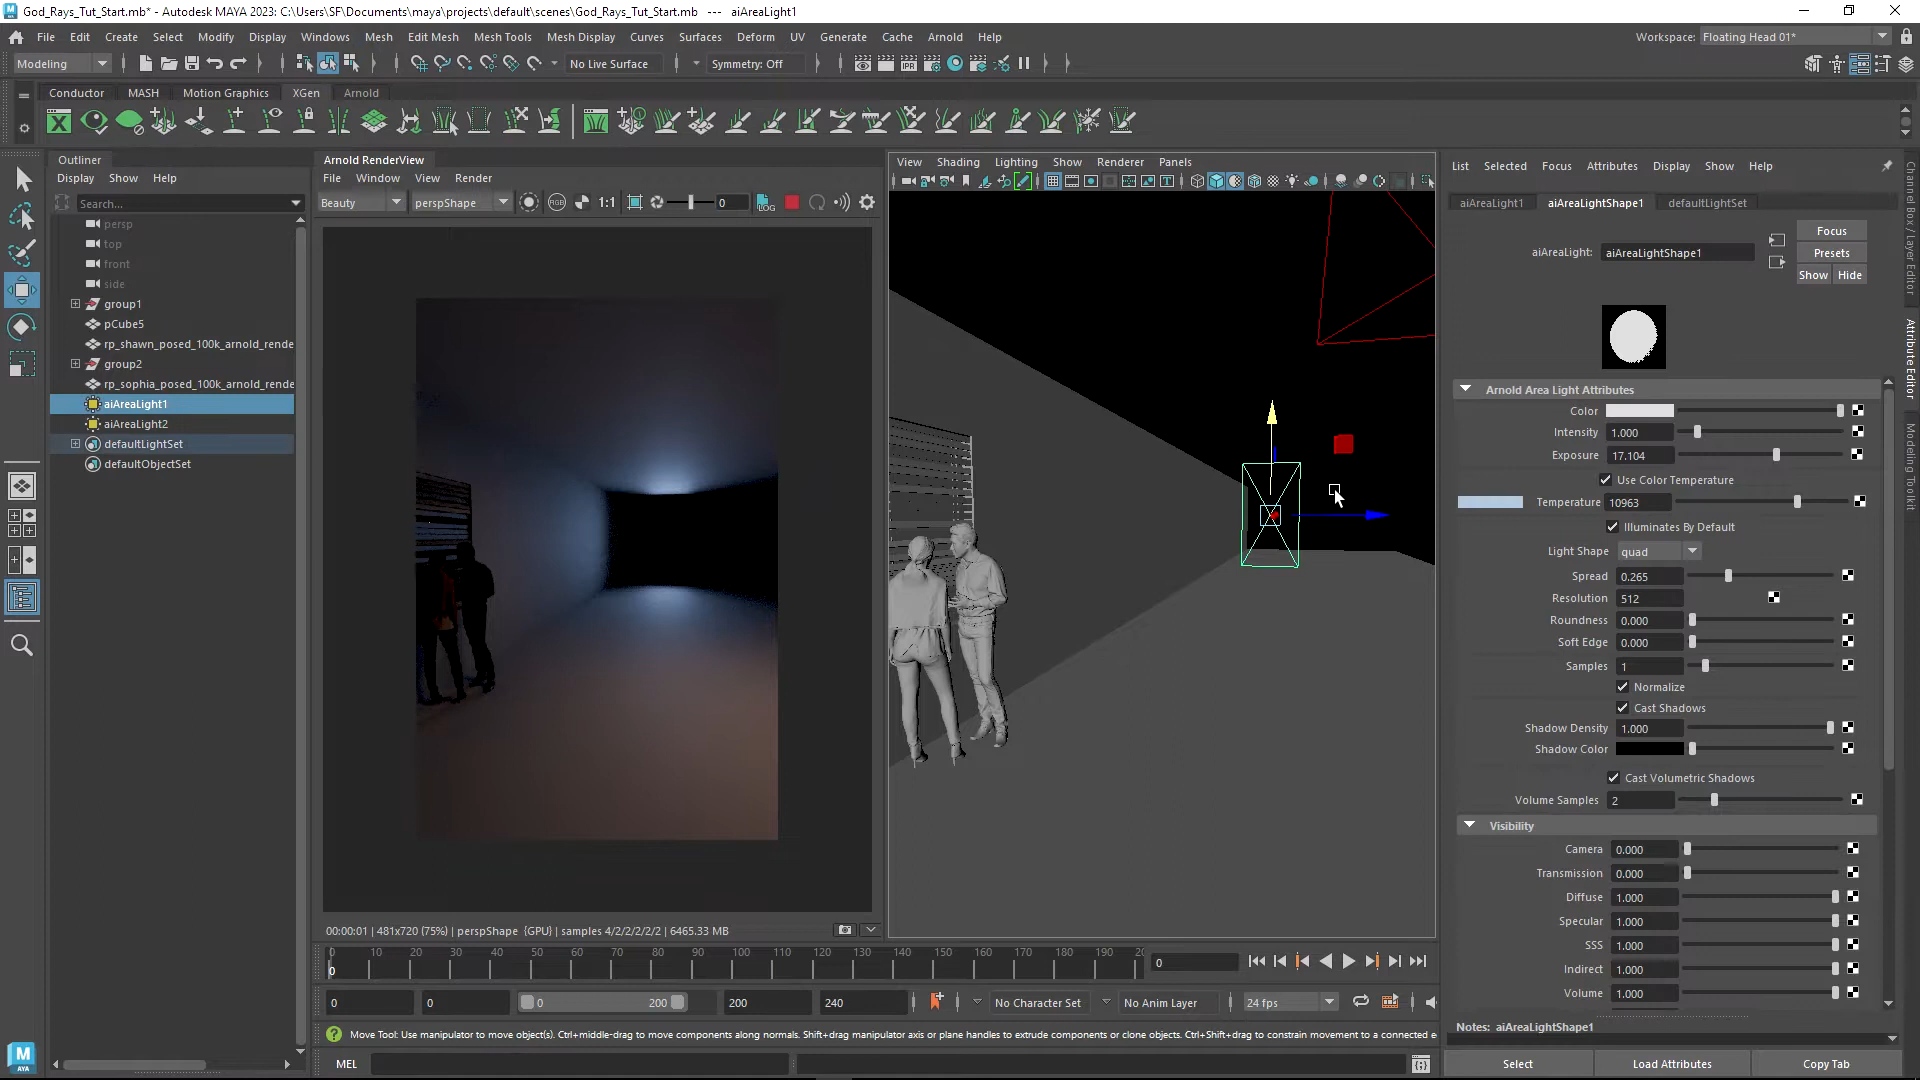 God_Rays_Tut_Start.mb* - Autodesk MAYA 2023: C:\Users\SF\Documents\maya\projects\default\scenes\God_Rays_Tut_Start.mb --- aiAreaLight1
File Edit Create Select Modify Display Windows Mesh Edit Mesh Mesh Tools Mesh Display Curves Surfaces Deform UV Generate Cache Arnold Help Workspace: Floating Head 01*
Modeling No Live Surface Symmetry: Off
Conductor MASH Motion Graphics XGen Arnold
Outliner
Display Show Help
Search...
persp
top
front
side
group1
pCube5
rp_shawn_posed_100k_arnold_rende
group2
rp_sophia_posed_100k_arnold_rende
aiAreaLight1
aiAreaLight2
defaultLightSet
defaultObjectSet
Arnold RenderView
File Window View Render
Beauty perspShape RGB 1:1 0 LOG
00:00:01 | 481x720 (75%) | perspShape (GPU) | samples 4/2/2/2/2/2 | 6465.33 MB
View Shading Lighting Show Renderer Panels
List Selected Focus Attributes Display Show Help
aiAreaLight1 aiAreaLightShape1 defaultLightSet
Focus
aiAreaLight: aiAreaLightShape1 Presets
Show Hide
Arnold Area Light Attributes
Color
Intensity 1.000
Exposure 17.104
Use Color Temperature
Temperature 10963
Illuminates By Default
Light Shape quad
Spread 0.265
Resolution 512
Roundness 0.000
Soft Edge 0.000
Samples 1
Normalize
Cast Shadows
Shadow Density 1.000
Shadow Color
Cast Volumetric Shadows
Volume Samples 2
Visibility
Camera 0.000
Transmission 0.000
Diffuse 1.000
Specular 1.000
SSS 1.000
Indirect 1.000
Volume 1.000
Notes: aiAreaLightShape1
Select Load Attributes Copy Tab
Channel Box / Layer Editor
Attribute Editor
Modeling Toolkit
0 10 20 30 40 50 60 70 80 90 100 110 120 130 140 150 160 170 180 190 20
0
0
0 0 0 200 200 240 No Character Set No Anim Layer 24 fps
Move Tool: Use manipulator to move object(s). Ctrl+middle-drag to move components along normals. Shift+drag manipulator axis or plane handles to extrude components or clone objects. Ctrl+Shift+drag to constrain movement to a connected e
MEL
M
AYA